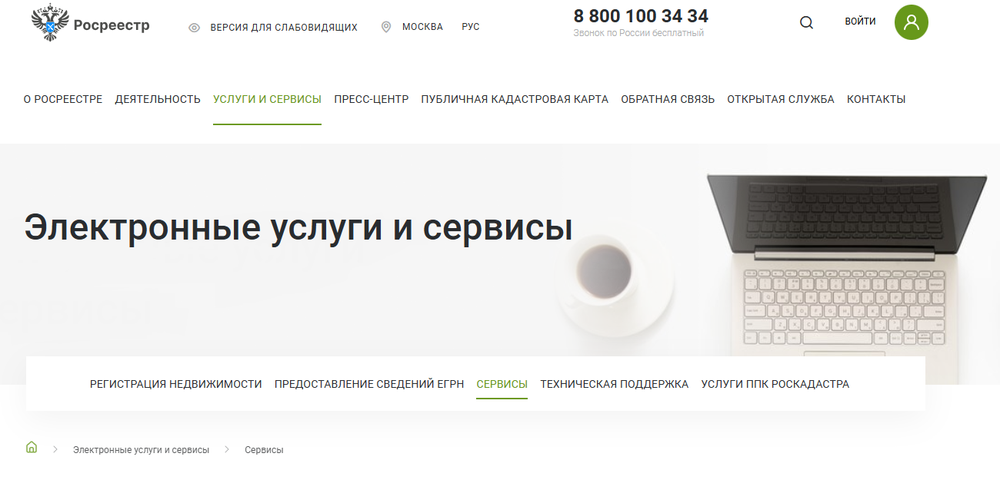 Росреестр
ВЕРСИЯ ДЛЯ СЛАБОВИДЯЩИХ
МОСКВА
РУС
8 800 100 34 34
Звонок по России бесплатный
ВОЙТИ
О РОСРЕЕСТРЕ ДЕЯТЕЛЬНОСТЬ УСЛУГИ И СЕРВИСЫ ПРЕСС-ЦЕНТР ПУБЛИЧНАЯ КАДАСТРОВАЯ КАРТА ОБРАТНАЯ СВЯЗЬ ОТКРЫТАЯ СЛУЖБА КОНТАКТЫ
Электронные услуги и сервисы
РЕГИСТРАЦИЯ НЕДВИЖИМОСТИ ПРЕДОСТАВЛЕНИЕ СВЕДЕНИЙ ЕГРН СЕРВИСЫ ТЕХНИЧЕСКАЯ ПОДДЕРЖКА УСЛУГИ ППК РОСКАДАСТРА
Электронные услуги и сервисы
Сервисы